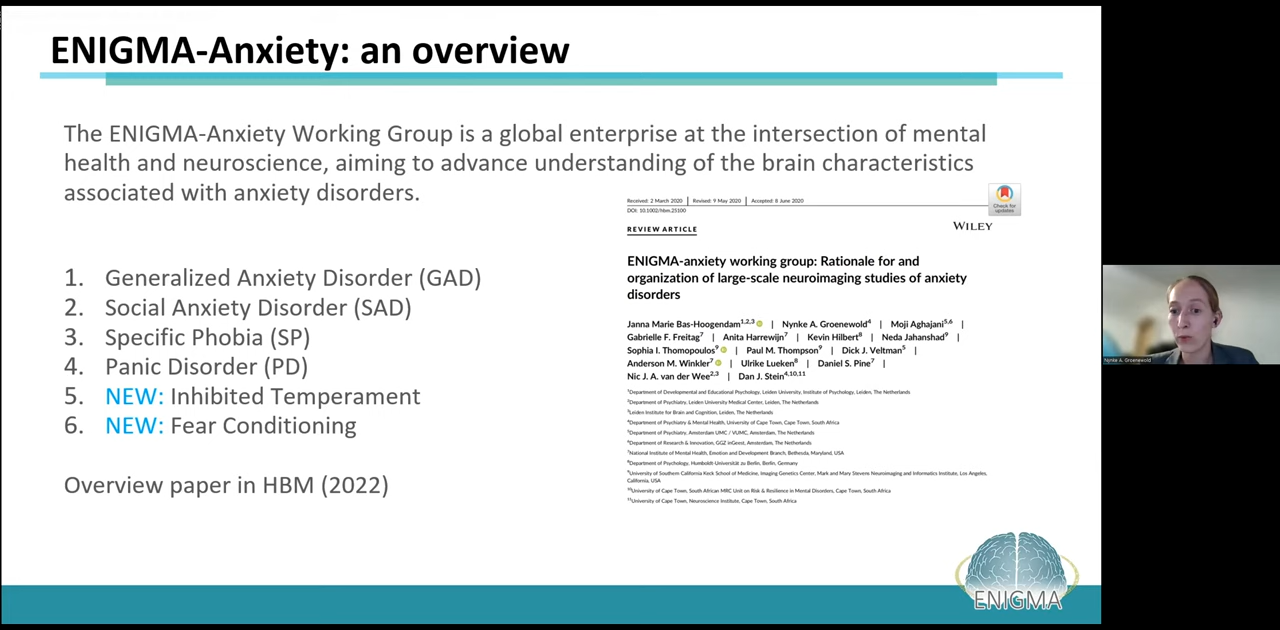 ENIGMA-Anxiety: an overview
The ENIGMA-Anxiety Working Group is a global enterprise at the intersection of mental
health and neuroscience, aiming to advance understanding of the brain characteristics
associated with anxiety disorders.
1. Generalized Anxiety Disorder (GAD)
2. Social Anxiety Disorder (SAD)
3. Specific Phobia (SP)
4. Panic Disorder (PD)
5. NEW: Inhibited Temperament
6. NEW: Fear Conditioning
Overview paper in HBM (2022)
Received: 2 March 2020 | Revised: 9 May 2020 | Accepted: 8 June 2020
DOI: 10.1002/hbm.25100
Check for
updates
REVIEW ARTICLE
WILEY
ENIGMA-anxiety working group: Rationale for and
organization of large-scale neuroimaging studies of anxiety
disorders
Janna Marie Bas-Hoogendam1,2,3 | Nynke A. Groenewold4 | Moji Aghajani5,6 |
Gabrielle F. Freitag7 | Anita Harrewijn7 | Kevin Hilbert8 | Neda Jahanshad9 |
Sophia I. Thomopoulos9 | Paul M. Thompson9 | Dick J. Veltman5 |
Anderson M. Winkler7 | Ulrike Lueken8 | Daniel S. Pine7 |
Nic J. A. van der Wee2,3 | Dan J. Stein4,10,11
1Department of Developmental and Educational Psychology, Leiden University, Institute of Psychology, Leiden, The Netherlands
2Department of Psychiatry, Leiden University Medical Center, Leiden, The Netherlands
3Leiden Institute for Brain and Cognition, Leiden, The Netherlands
4Department of Psychiatry & Mental Health, University of Cape Town, Cape Town, South Africa
5Department of Psychiatry, Amsterdam UMC / VUMC, Amsterdam, The Netherlands
6Department of Research & Innovation, GGZ inGeest, Amsterdam, The Netherlands
7National Institute of Mental Health, Emotion and Development Branch, Bethesda, Maryland, USA
8Department of Psychology, Humboldt-Universität zu Berlin, Berlin, Germany
9University of Southern California Keck School of Medicine, Imaging Genetics Center, Mark and Mary Stevens Neuroimaging and Informatics Institute, Los Angeles,
California, USA
10University of Cape Town, South African MRC Unit on Risk & Resilience in Mental Disorders, Cape Town, South Africa
11University of Cape Town, Neuroscience Institute, Cape Town, South Africa
ENIGMA
Nynke A. Groenewold